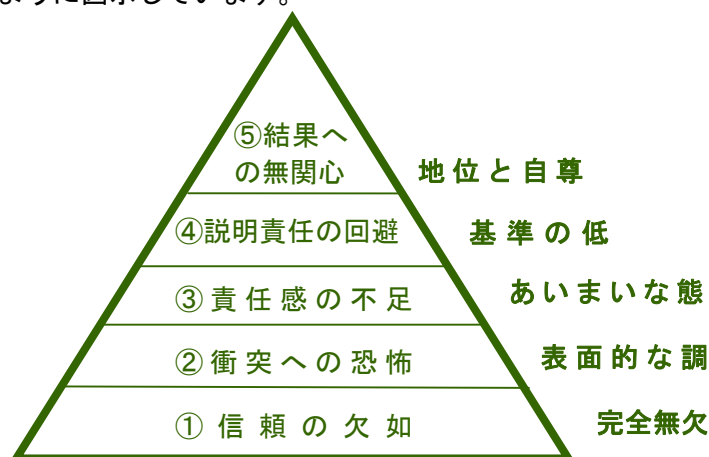 ように図示しています。
⑤結果へ
の無関心
地位と自尊
④説明責任の回避
基準の低
③責任感の不足
あいまいな態
②衝突への恐怖
表面的な調
①信頼の欠如
完全無欠